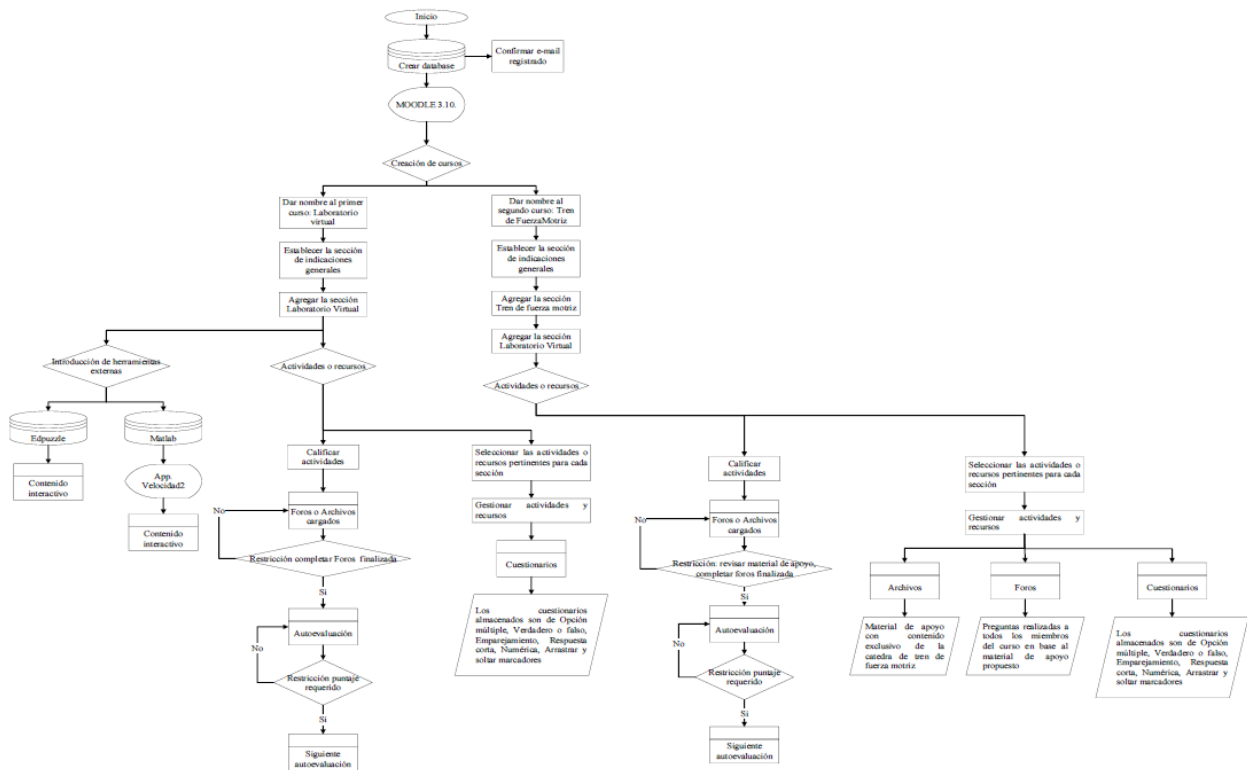 Inicio
Crear database
Confirmar e-mail
registrado
MOODLE 3.10.
Creación de cursos
Dar nombre al primer
curso: Laboratorio
virtual
Establecer la sección
de indicaciones
generales
Agregar la sección
Laboratorio Virtual
Dar nombre al
segundo curso: Tren
de FuerzaMotriz
Establecer la sección
de indicaciones
generales
Agregar la sección
Tren de fuerza motriz
Agregar la sección
Laboratorio Virtual
Introducción de herramientas
externas
Actividades o recursos
Actividades o recursos
Edpuzzle
Matlab
Contenido
interactivo
App.
Velocidad2
Contenido
interactivo
Calificar
actividades
No
Foros o Archivos
cargados
Restricción completar Foros finalizada
Si
Autoevaluación
No
Restricción puntaje
requerido
Si
Siguiente
autoevaluación
Seleccionar las actividades o
recursos pertinentes para cada
sección
Gestionar actividades y
recursos
Cuestionarios
Los cuestionarios
almacenados son de Opción
múltiple, Verdadero o falso,
Emparejamiento, Respuesta
corta, Numérica, Arrastrar y
soltar marcadores
Calificar
actividades
No
Foros o Archivos
cargados
Restricción: revisar material de apoyo,
completar foros finalizada
Si
Autoevaluación
No
Restricción puntaje
requerido
Si
Siguiente
autoevaluación
Seleccionar las actividades o
recursos pertinentes para cada
sección
Gestionar actividades y
recursos
Archivos
Foros
Cuestionarios
Material de apoyo
con contenido
exclusivo de la
catedra de tren de
fuerza motriz
Preguntas realizadas a
todos los miembros
del curso en base al
material de apoyo
propuesto
Los cuestionarios
almacenados son de Opción
múltiple, Verdadero o falso,
Emparejamiento, Respuesta
corta, Numérica, Arrastrar y
soltar marcadores